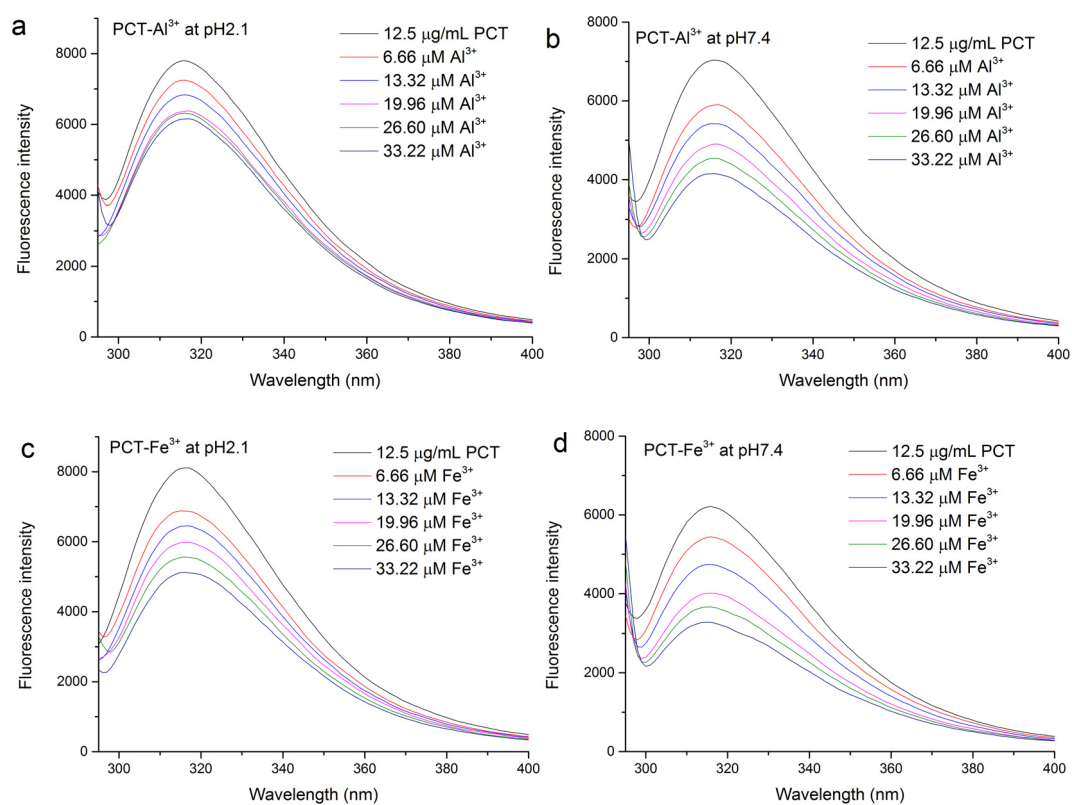 a
PCT-Al³⁺ at pH2.1
12.5 μg/mL PCT
6.66 μM Al³⁺
13.32 μM Al³⁺
19.96 μM Al³⁺
26.60 μM Al³⁺
33.22 μM Al³⁺
8000
6000
4000
2000
0
Fluorescence intensity
300 320 340 360 380 400
Wavelength (nm)
b
PCT-Al³⁺ at pH7.4
12.5 μg/mL PCT
6.66 μM Al³⁺
13.32 μM Al³⁺
19.96 μM Al³⁺
26.60 μM Al³⁺
33.22 μM Al³⁺
8000
6000
4000
2000
0
Fluorescence intensity
300 320 340 360 380 400
Wavelength (nm)
c
PCT-Fe³⁺ at pH2.1
12.5 μg/mL PCT
6.66 μM Fe³⁺
13.32 μM Fe³⁺
19.96 μM Fe³⁺
26.60 μM Fe³⁺
33.22 μM Fe³⁺
8000
6000
4000
2000
0
Fluorescence intensity
300 320 340 360 380 400
Wavelength (nm)
d
PCT-Fe³⁺ at pH7.4
12.5 μg/mL PCT
6.66 μM Fe³⁺
13.32 μM Fe³⁺
19.96 μM Fe³⁺
26.60 μM Fe³⁺
33.22 μM Fe³⁺
8000
6000
4000
2000
0
Fluorescence intensity
300 320 340 360 380 400
Wavelength (nm)